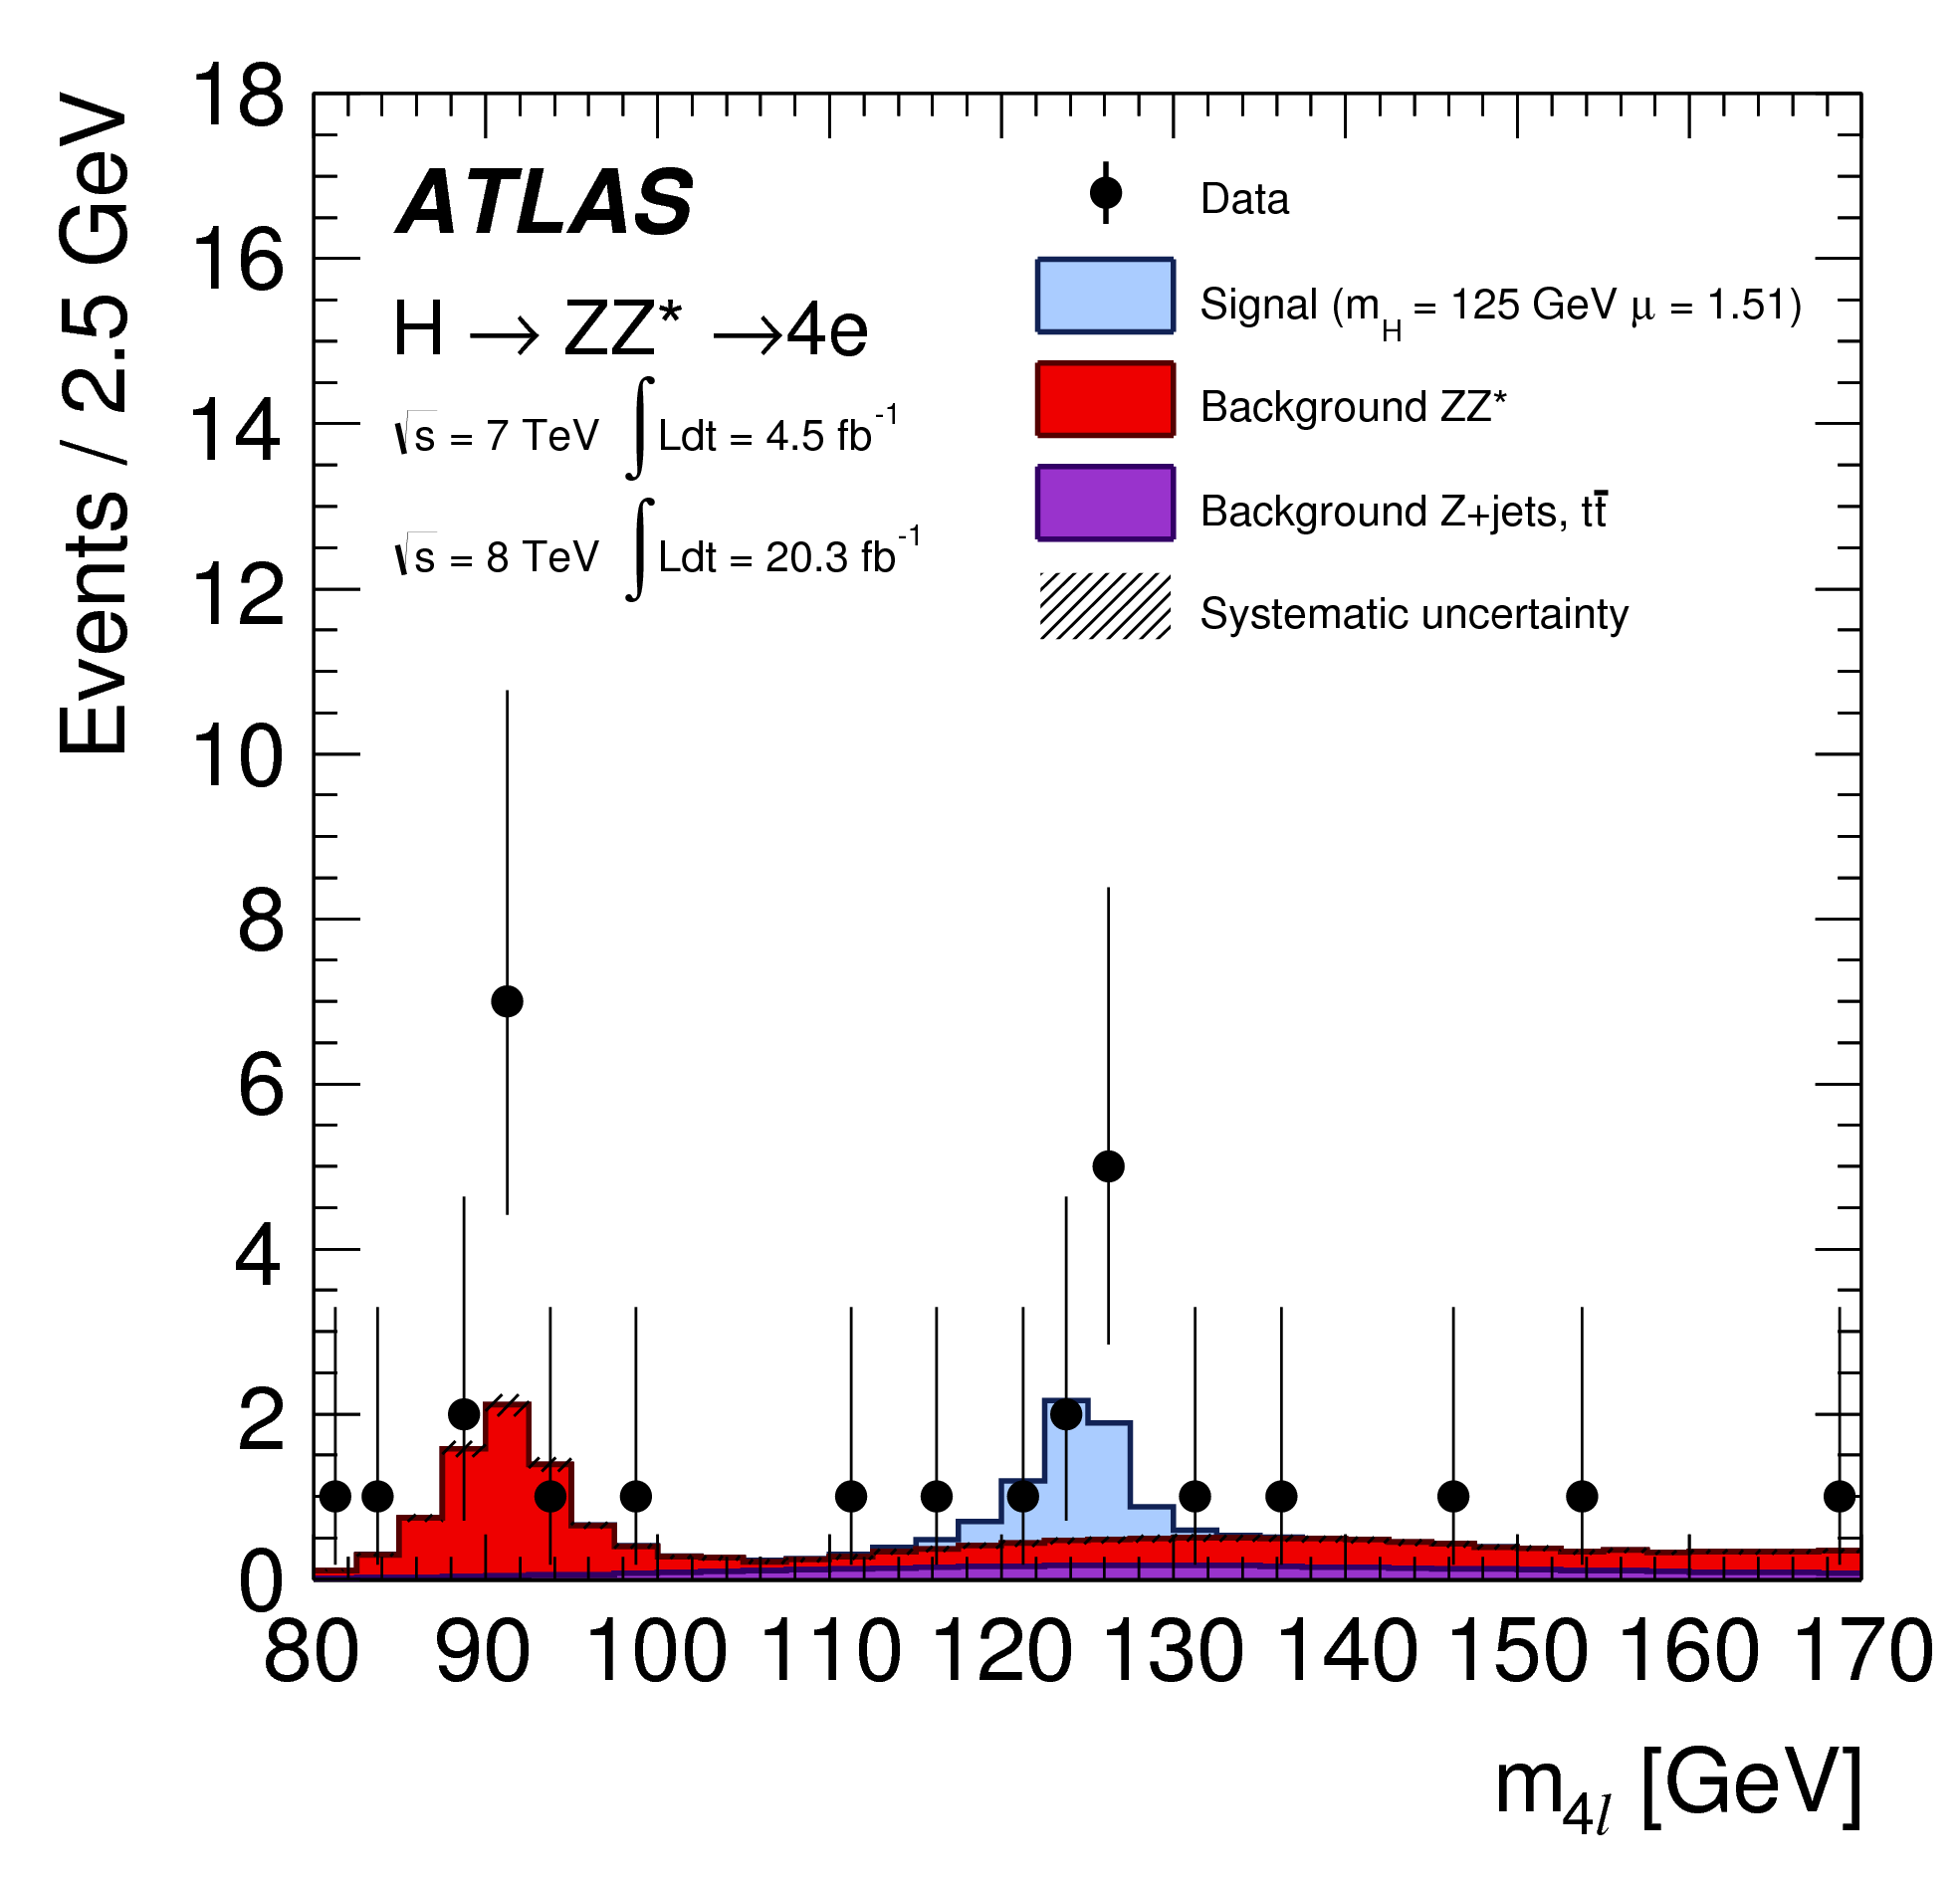 Events / 2.5 GeV
18
16
14
12
10
8
6
4
2
0
ATLAS
H → ZZ* →4e
√s = 7 TeV ∫Ldt = 4.5 fb⁻¹
√s = 8 TeV ∫Ldt = 20.3 fb⁻¹
Data
Signal (m_H = 125 GeV μ = 1.51)
Background ZZ*
Background Z+jets, tt̄
Systematic uncertainty
80 90 100 110 120 130 140 150 160 170
m_4l [GeV]